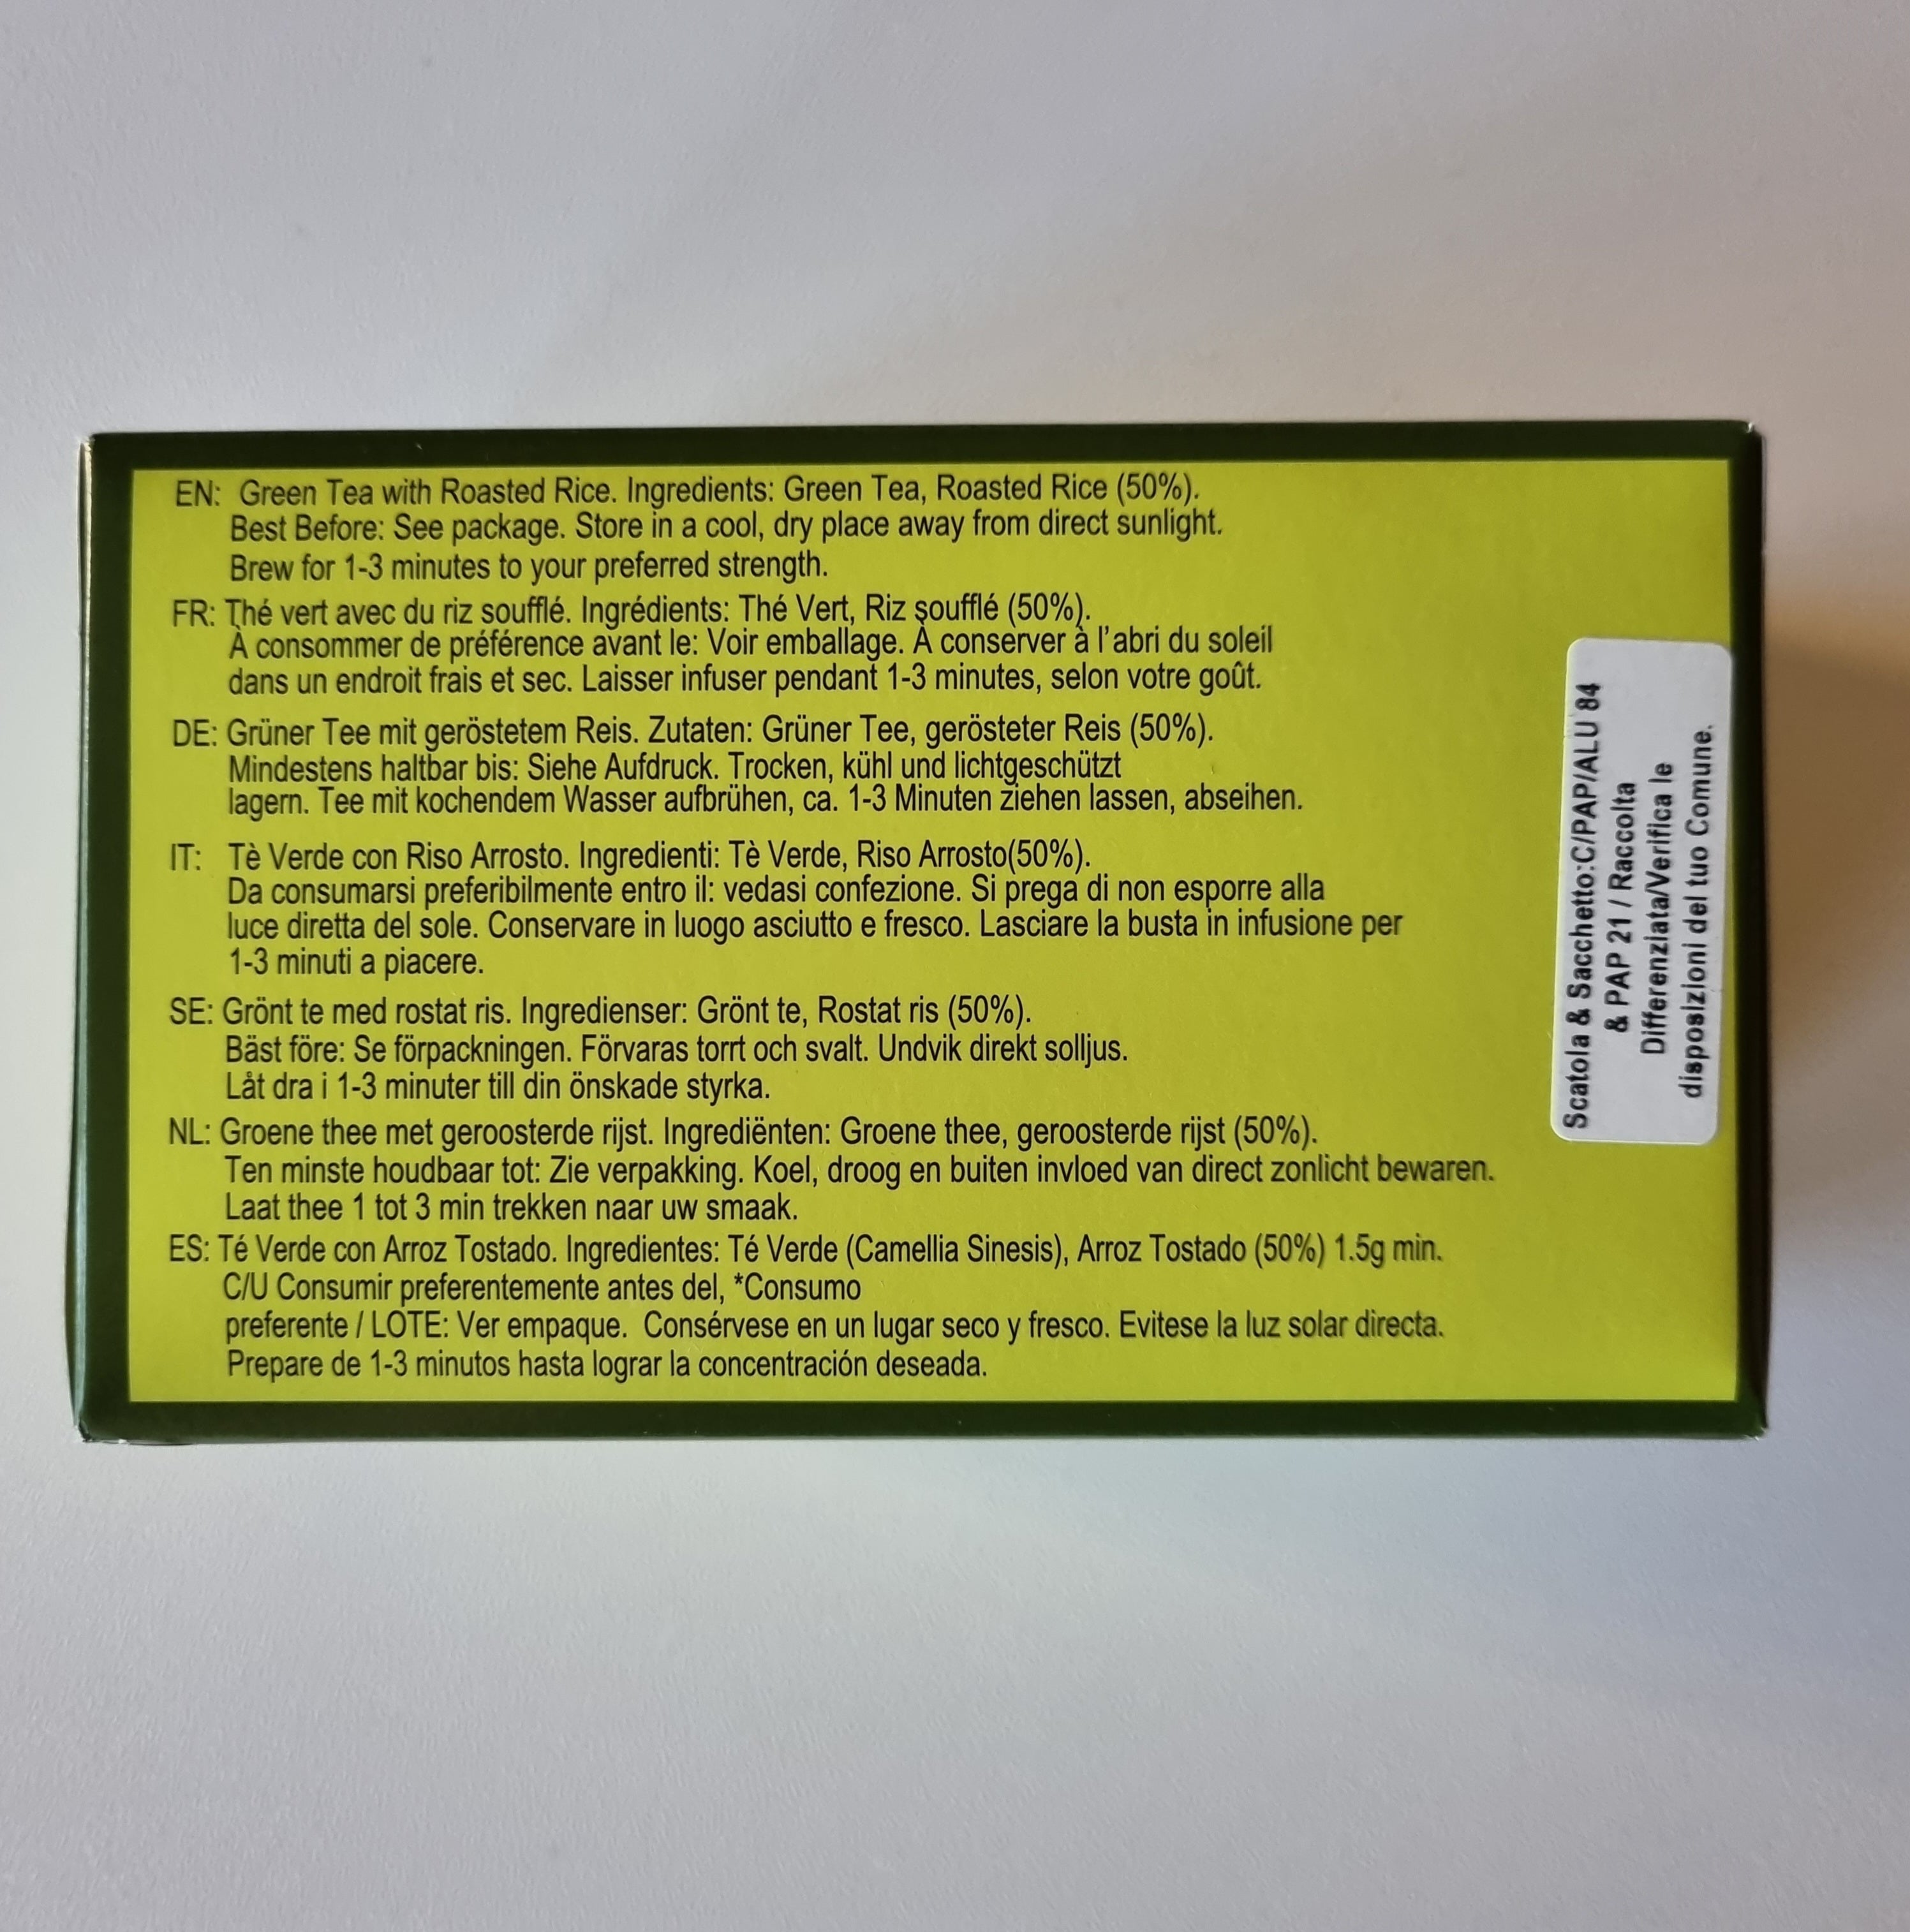 EN: Green Tea with Roasted Rice. Ingredients: Green Tea, Roasted Rice (50%).
Best Before: See package. Store in a cool, dry place away from direct sunlight.
Brew for 1-3 minutes to your preferred strength.
FR: Thé vert avec du riz soufflé. Ingrédients: Thé Vert, Riz soufflé (50%).
À consommer de préférence avant le: Voir emballage. À conserver à l'abri du soleil
dans un endroit frais et sec. Laisser infuser pendant 1-3 minutes, selon votre goût.
DE: Grüner Tee mit geröstetem Reis. Zutaten: Grüner Tee, gerösteter Reis (50%).
Mindestens haltbar bis: Siehe Aufdruck. Trocken, kühl und lichtgeschützt
lagern. Tee mit kochendem Wasser aufbrühen, ca. 1-3 Minuten ziehen lassen, abseihen.
IT: Tè Verde con Riso Arrosto. Ingredienti: Tè Verde, Riso Arrosto(50%).
Da consumarsi preferibilmente entro il: vedasi confezione. Si prega di non esporre alla
luce diretta del sole. Conservare in luogo asciutto e fresco. Lasciare la busta in infusione per
1-3 minuti a piacere.
SE: Grönt te med rostat ris. Ingredienser: Grönt te, Rostat ris (50%).
Bäst före: Se förpackningen. Förvaras torrt och svalt. Undvik direkt solljus.
Låt dra i 1-3 minuter till din önskade styrka.
NL: Groene thee met geroosterde rijst. Ingrediënten: Groene thee, geroosterde rijst (50%).
Ten minste houdbaar tot: Zie verpakking. Koel, droog en buiten invloed van direct zonlicht bewaren.
Laat thee 1 tot 3 min trekken naar uw smaak.
ES: Té Verde con Arroz Tostado. Ingredientes: Té Verde (Camellia Sinesis), Arroz Tostado (50%) 1.5g min.
C/U Consumir preferentemente antes del, *Consumo
preferente / LOTE: Ver empaque. Consérvese en un lugar seco y fresco. Evitese la luz solar directa.
Prepare de 1-3 minutos hasta lograr la concentración deseada.
Scatola & Sacchetto:C/PAP/ALU 84
& PAP 21 / Raccolta
Differenziata/Verifica le
disposizioni del tuo Comune.